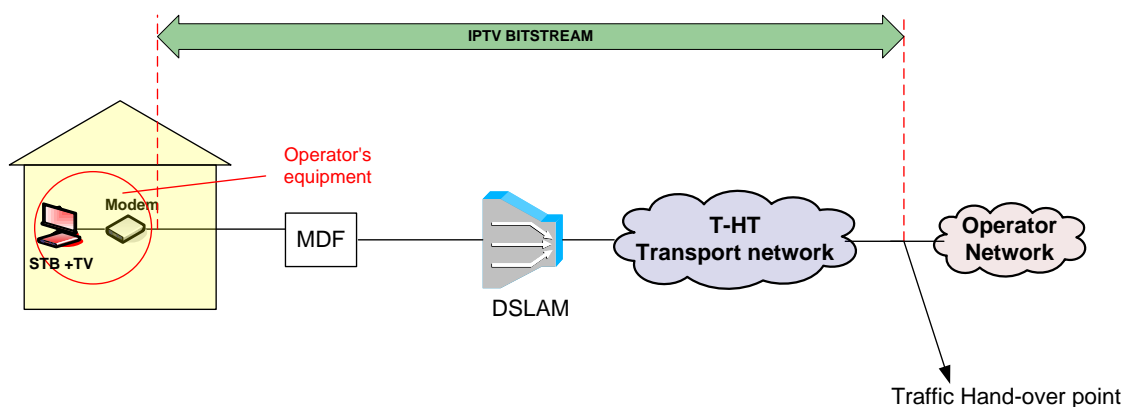 IPTV BITSTREAM
Operator's
equipment
Modem
STB +TV
MDF
DSLAM
T-HT
Transport network
Operator
Network
Traffic Hand-over point